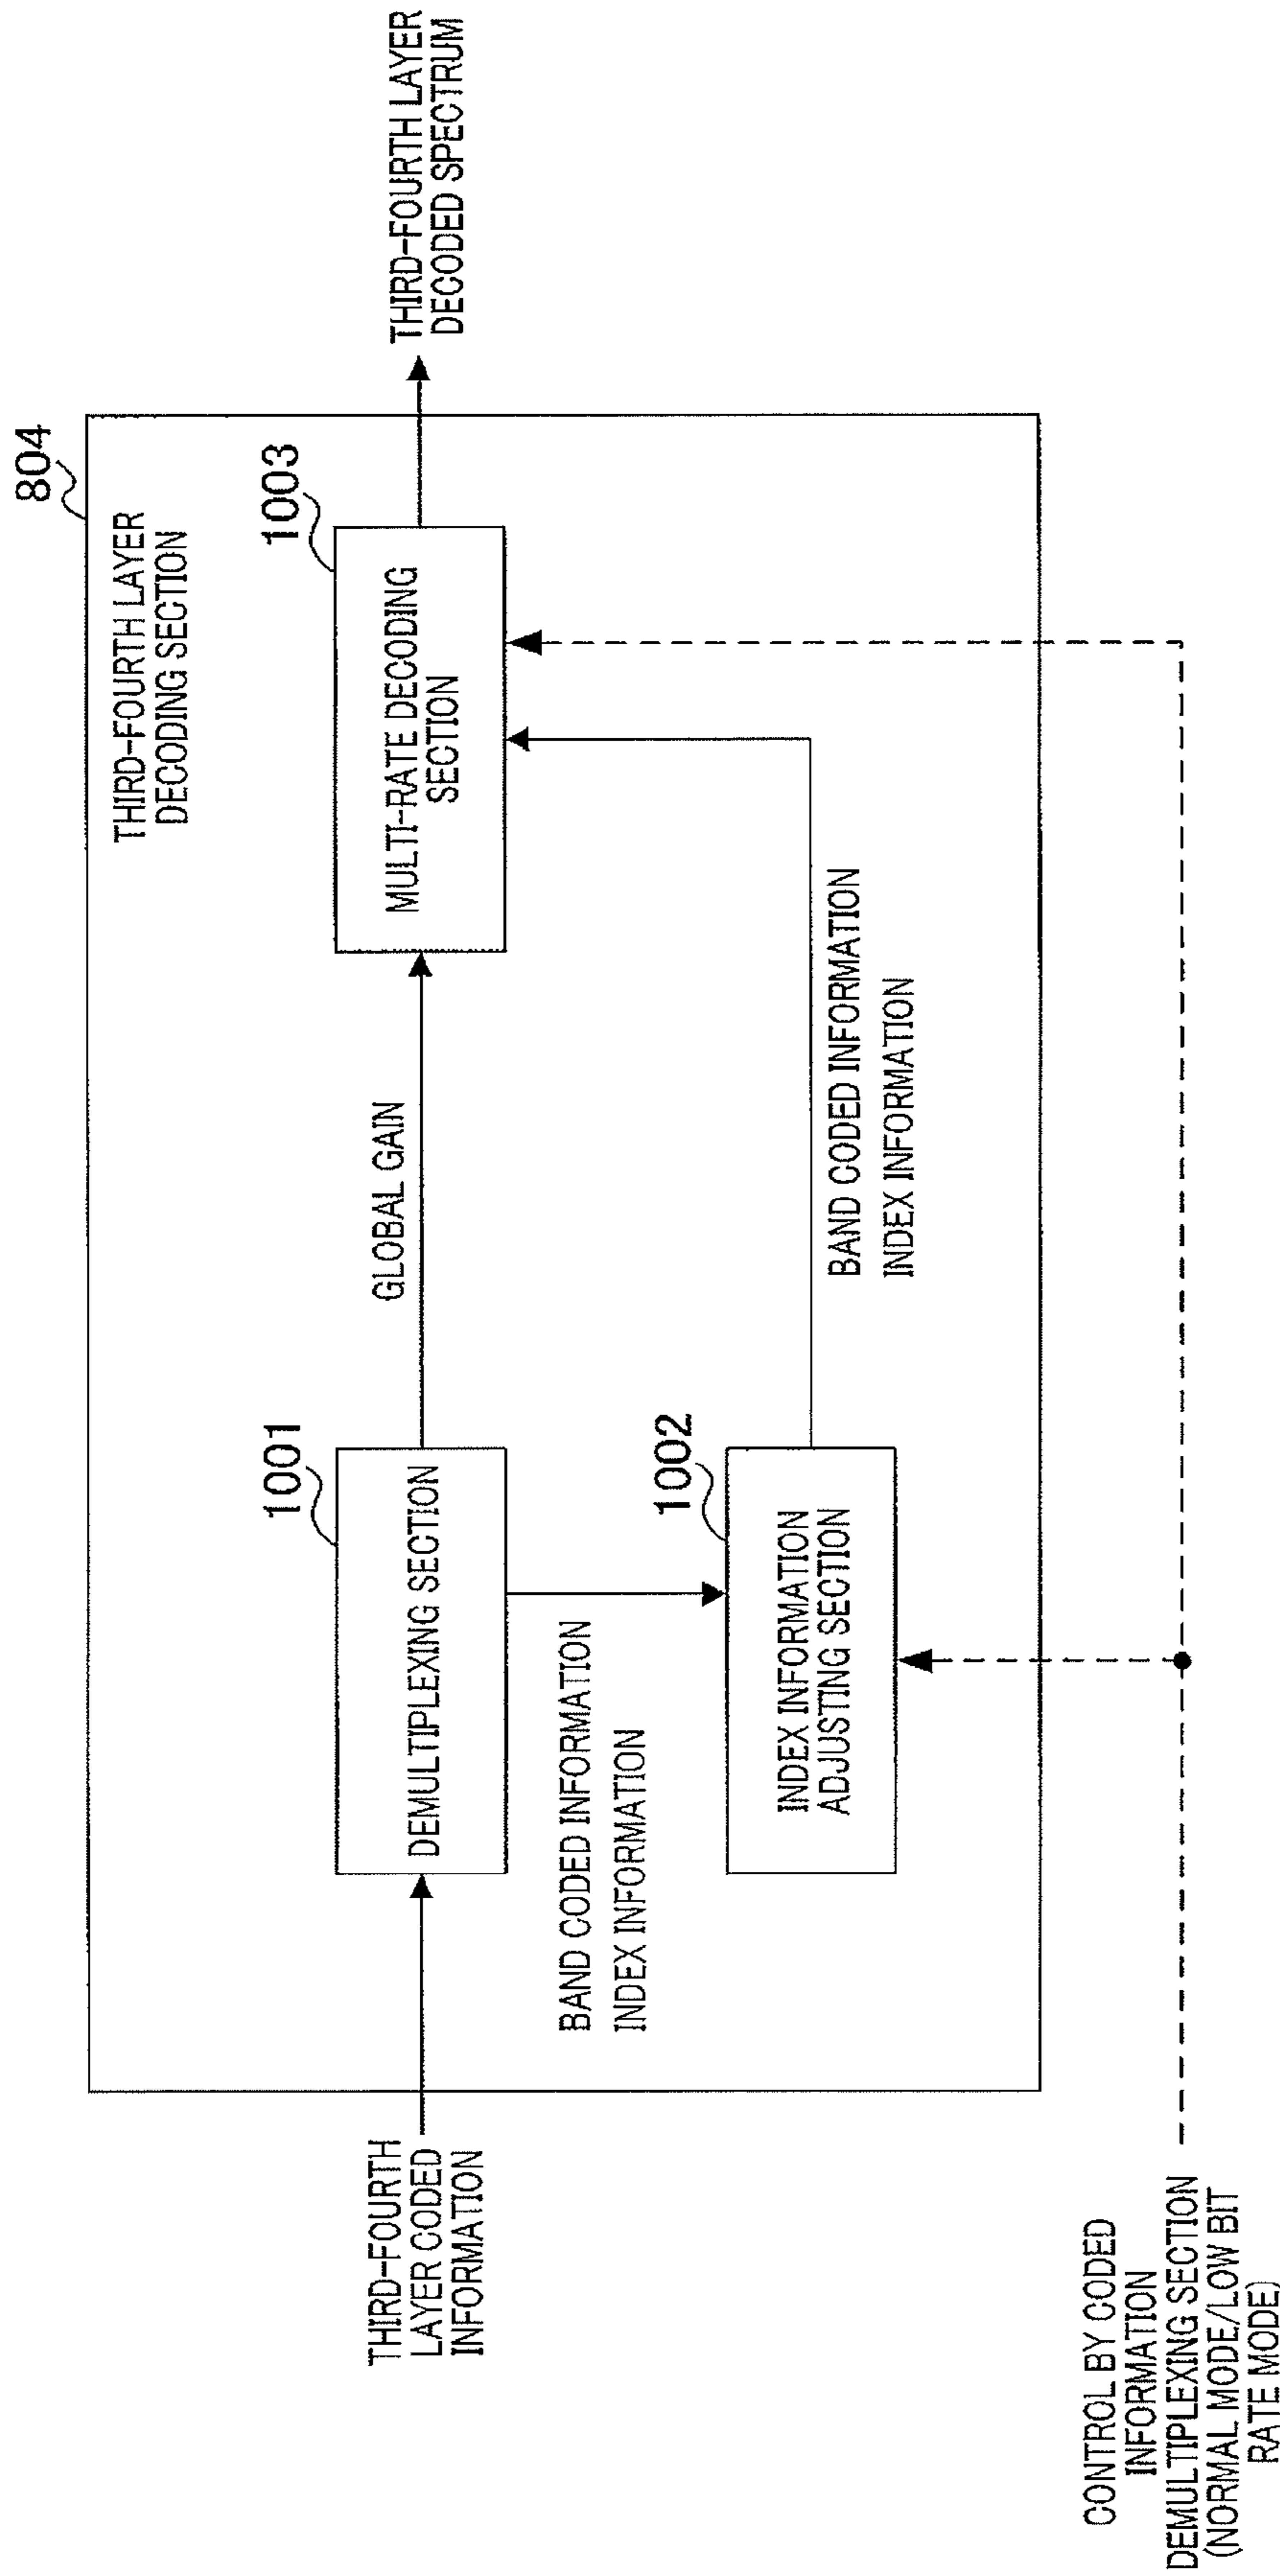 804
THIRD-FOURTH LAYER
DECODING SECTION
THIRD-FOURTH
LAYER CODED
INFORMATION
1001
DEMULTIPLEXING SECTION
GLOBAL GAIN
1003
MULTI-RATE DECODING
SECTION
THIRD-FOURTH LAYER
DECODED SPECTRUM
BAND CODED INFORMATION
INDEX INFORMATION
1002
INDEX INFORMATION
ADJUSTING SECTION
BAND CODED INFORMATION
INDEX INFORMATION
CONTROL BY CODED
INFORMATION
DEMULTIPLEXING SECTION
(NORMAL MODE/LOW BIT
RATE MODE)